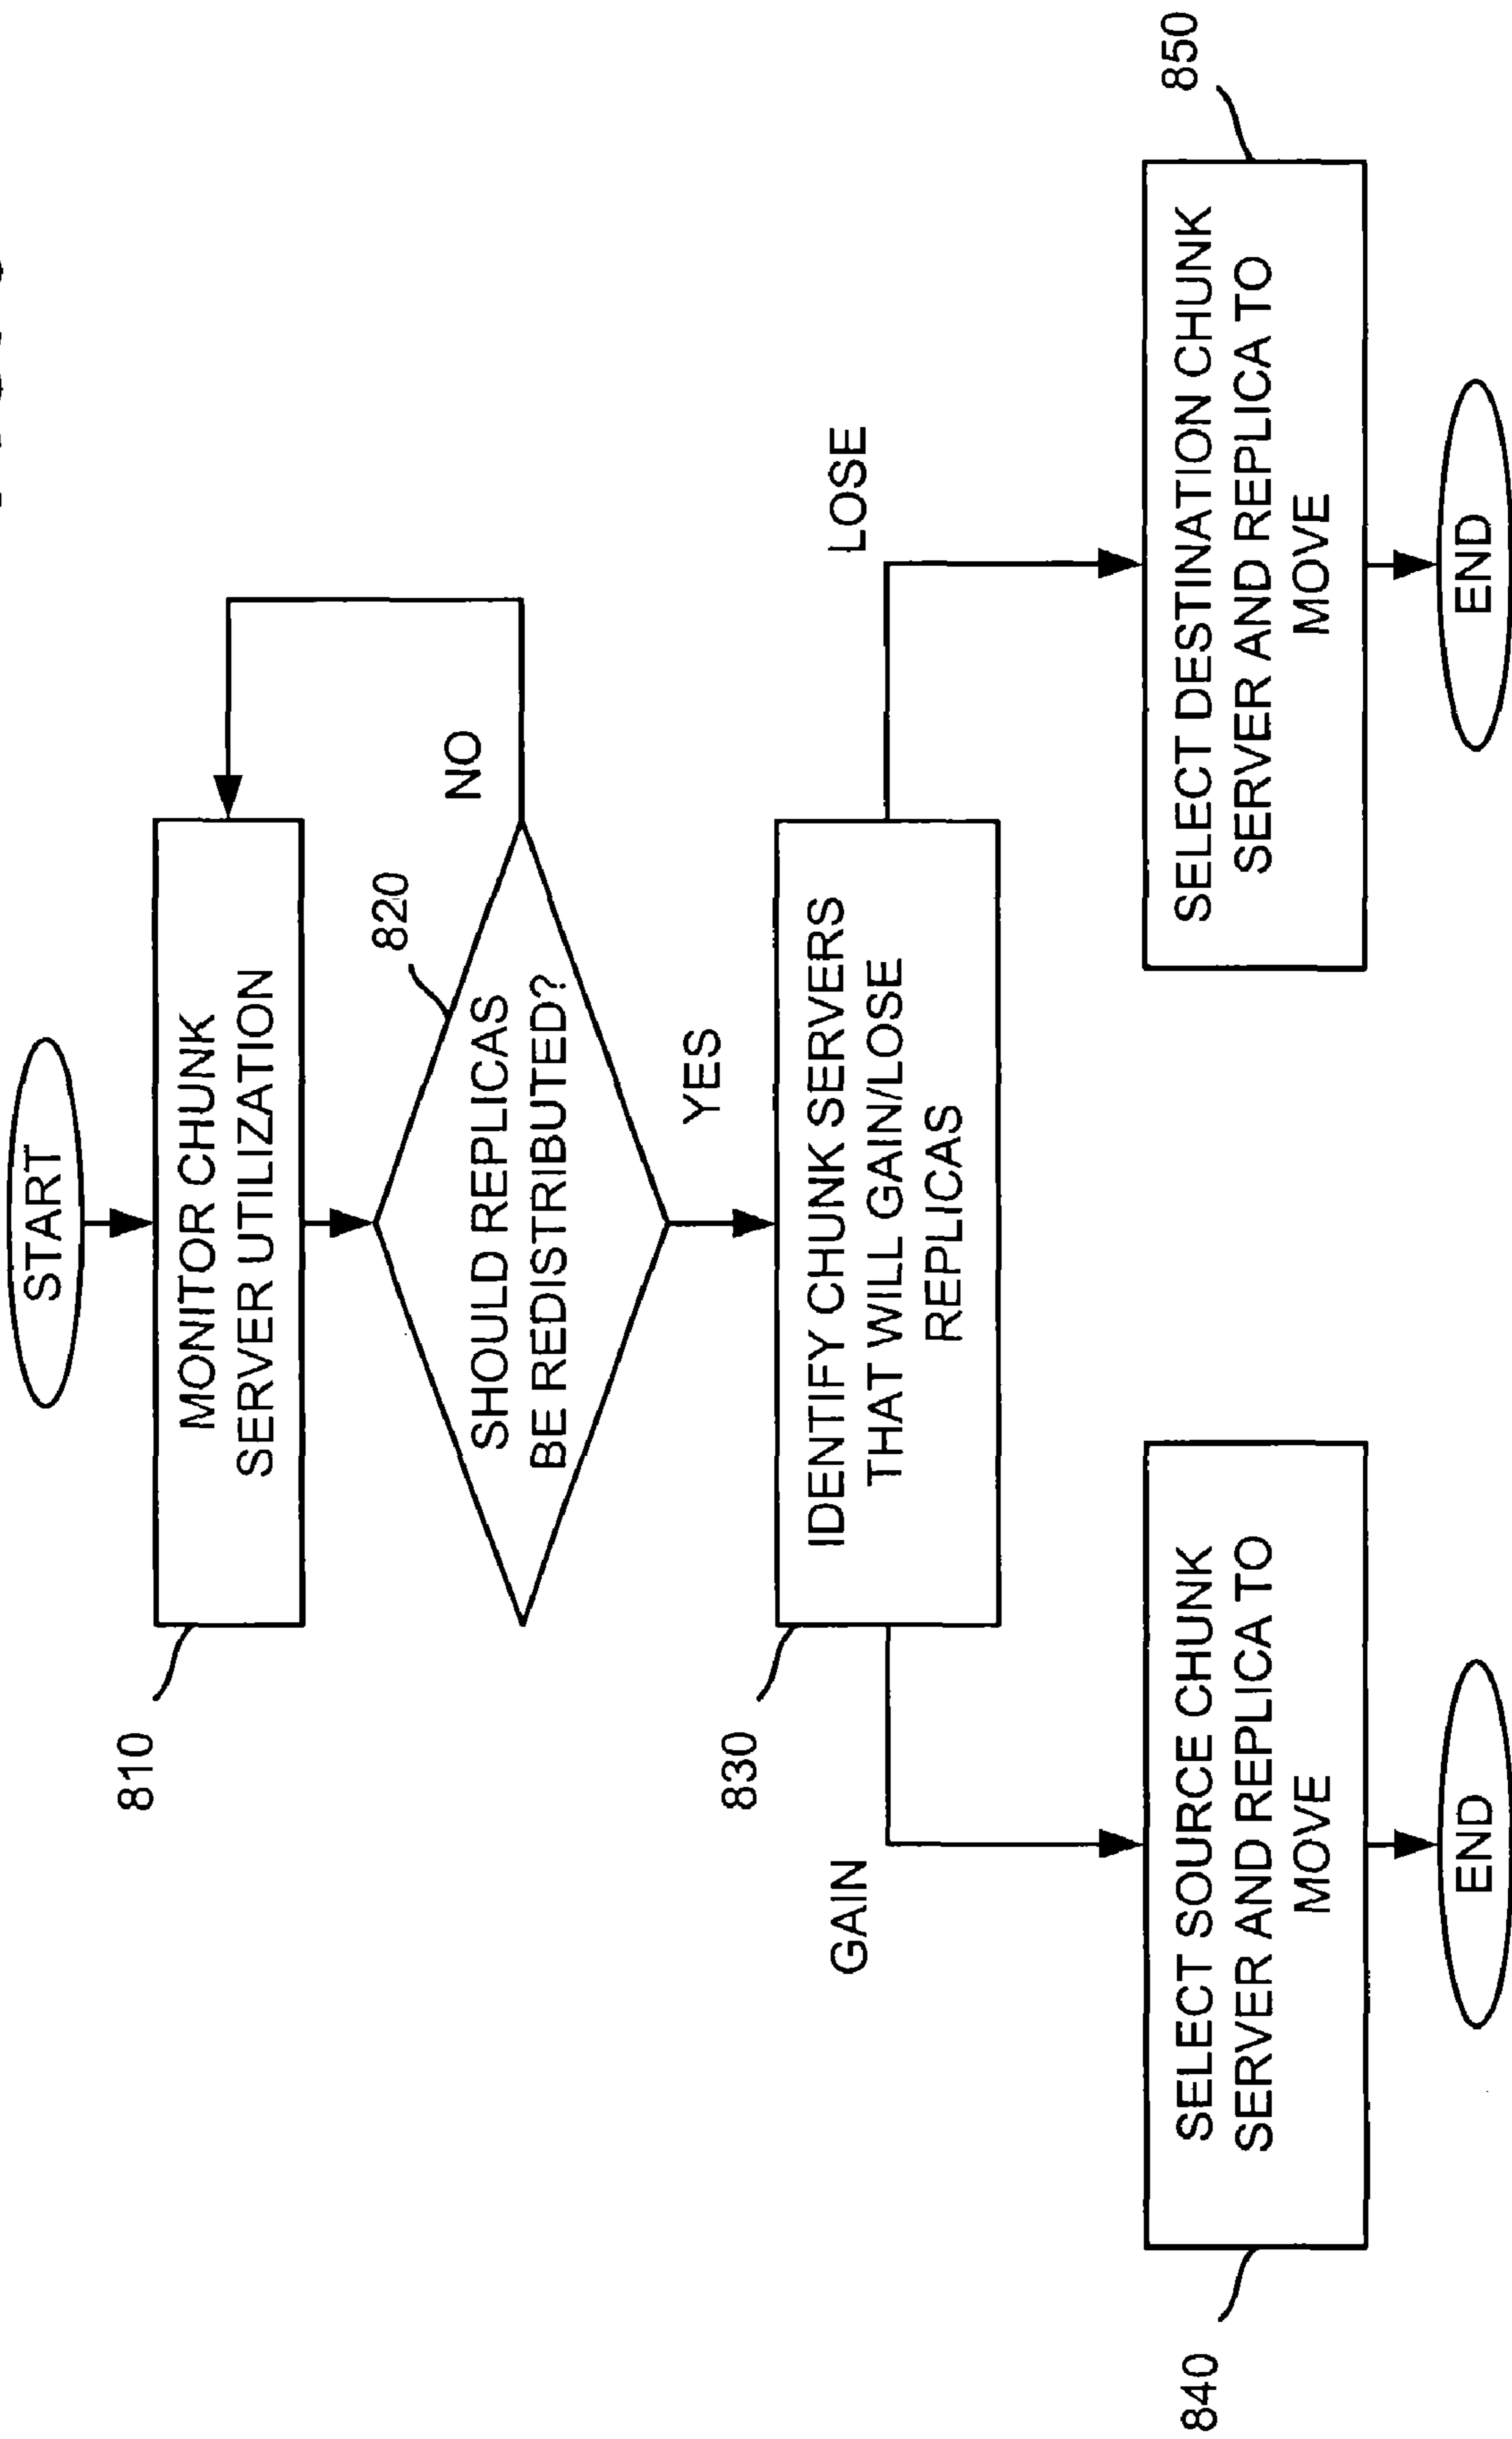 START
810
MONITOR CHUNK
SERVER UTILIZATION
820
SHOULD REPLICAS
BE REDISTRIBUTED?
NO
YES
830
IDENTIFY CHUNK SERVERS
THAT WILL GAIN/LOSE
REPLICAS
GAIN
LOSE
840
SELECT SOURCE CHUNK
SERVER AND REPLICA TO
MOVE
850
SELECT DESTINATION CHUNK
SERVER AND REPLICA TO
MOVE
END
END